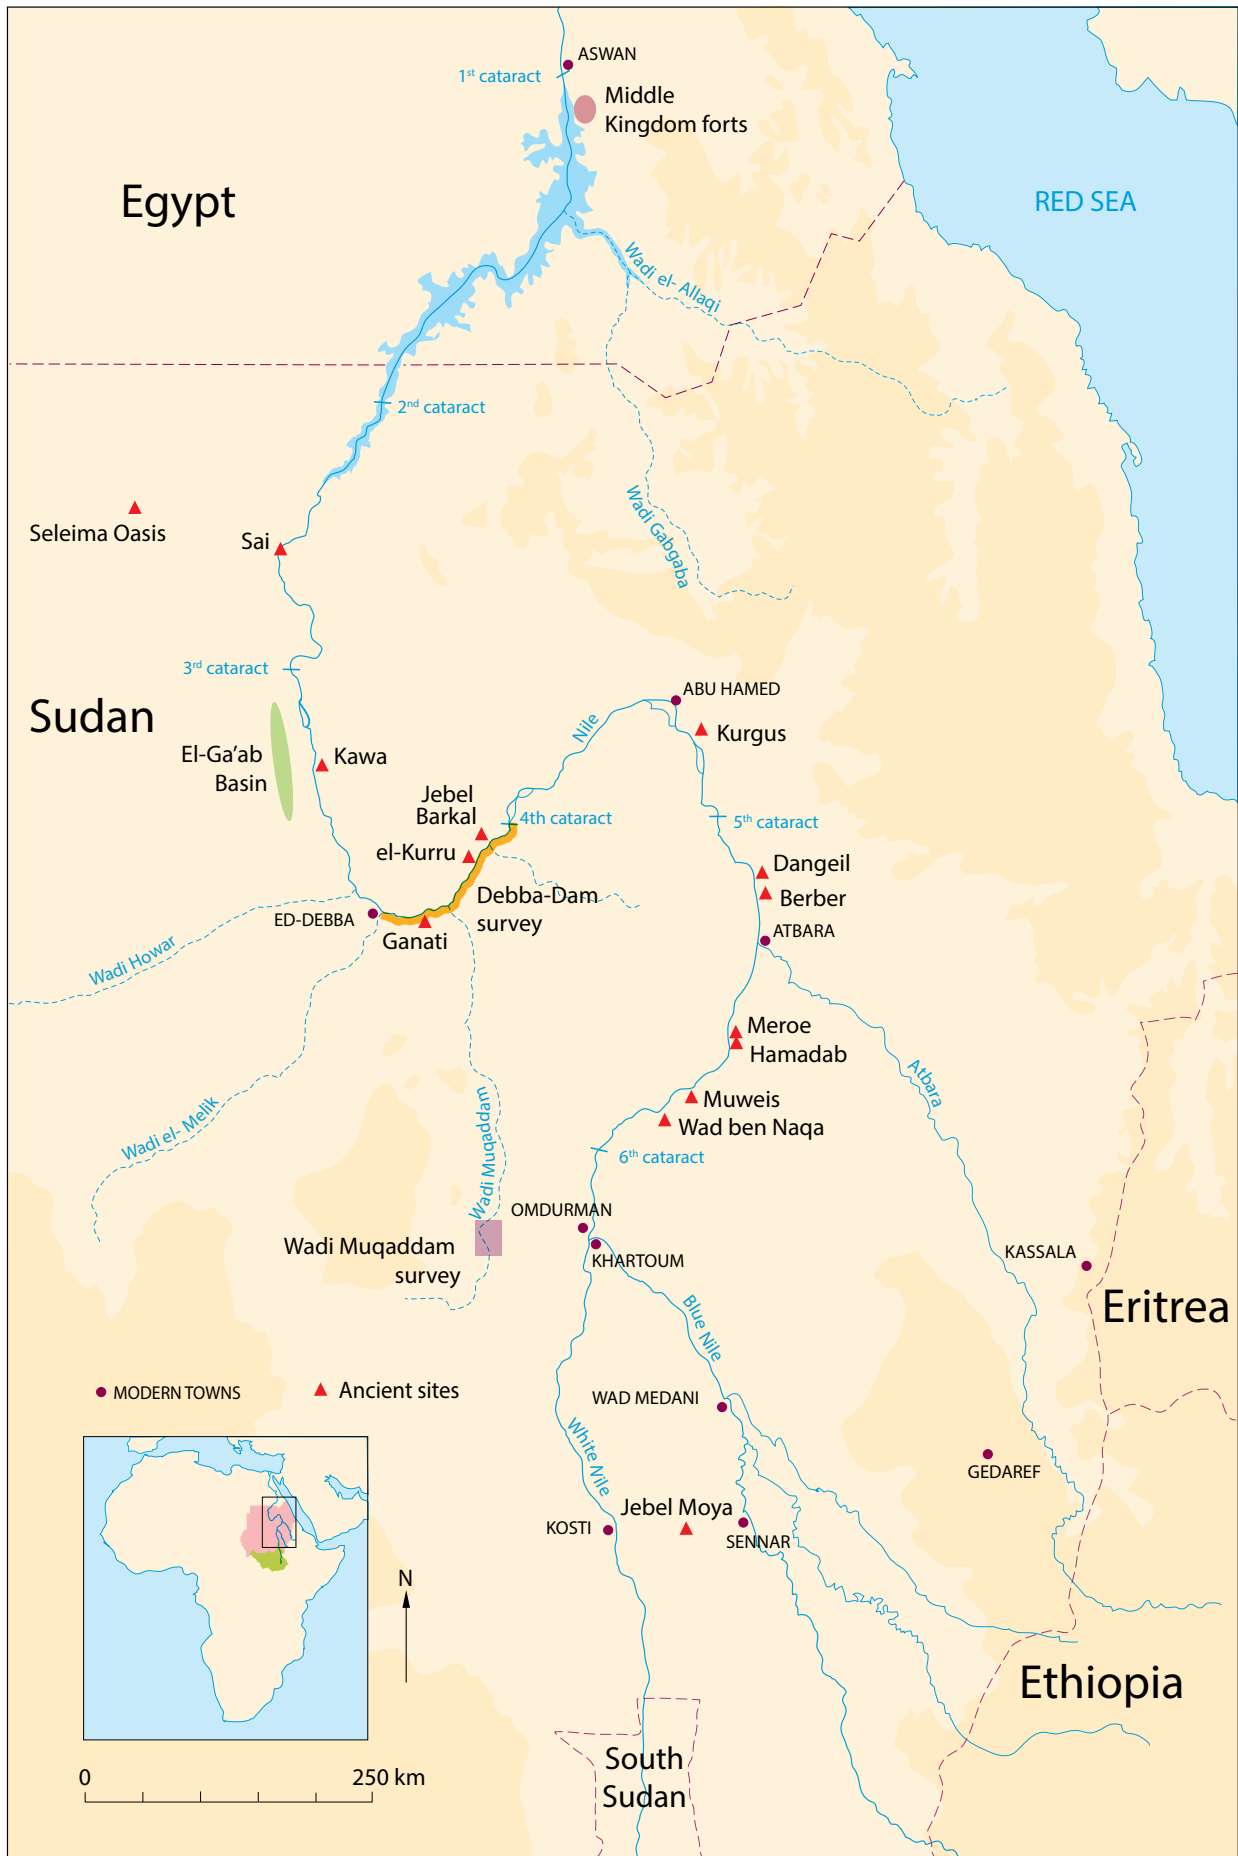 ASWAN
1st cataract
Middle
Kingdom forts
Egypt
RED SEA
Wadi el- Allaqi
2nd cataract
Wadi Gabgaba
Seleima Oasis
Sai
3rd cataract
Sudan
ABU HAMED
Nile
Kurgus
El-Ga'ab
Basin
Kawa
Jebel
Barkal
4th cataract
5th cataract
el-Kurru
Dangeil
Debba-Dam
survey
Berber
ED-DEBBA
Ganati
ATBARA
Wadi Howar
Meroe
Hamadab
Atbara
Muweis
Wad ben Naqa
Wadi el- Melik
Wadi Muqaddam
6th cataract
OMDURMAN
Wadi Muqaddam
survey
KHARTOUM
KASSALA
Eritrea
Blue Nile
MODERN TOWNS
Ancient sites
WAD MEDANI
White Nile
GEDAREF
Jebel Moya
KOSTI
SENNAR
N
Ethiopia
South
Sudan
0
250 km